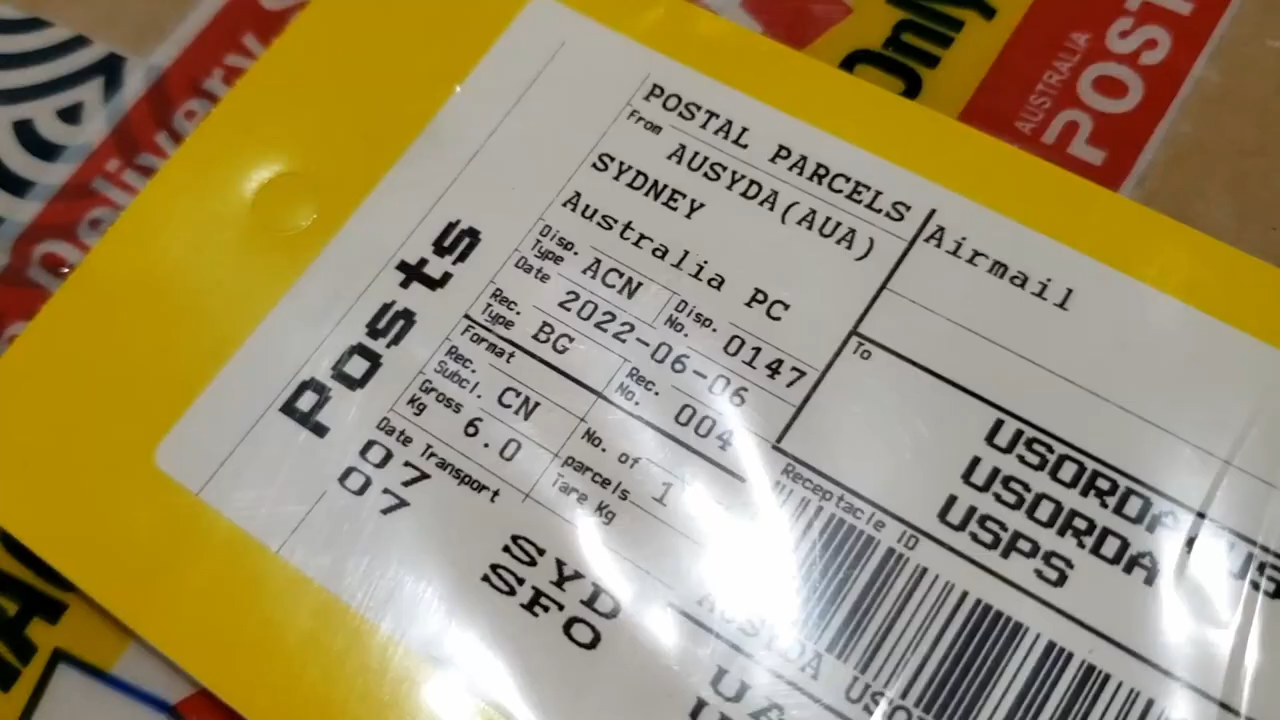 Delivery
Only
AUSTRALIA
POST
POSTAL PARCELS
From
AUSYDA(AUA)
SYDNEY
Australia PC
Airmail
Disp. Type ACN
Disp. No. 0147
Date 2022-06-06
Rec. Type BG
Rec. No. 004
To
USORDA
USORDA
USPS
Format
Rec. Subcl. CN
No. of parcels 1
Gross Kg 6.0
Tare Kg
Date Transport
07
07
SYD
SFO
Posts
Receptacle ID